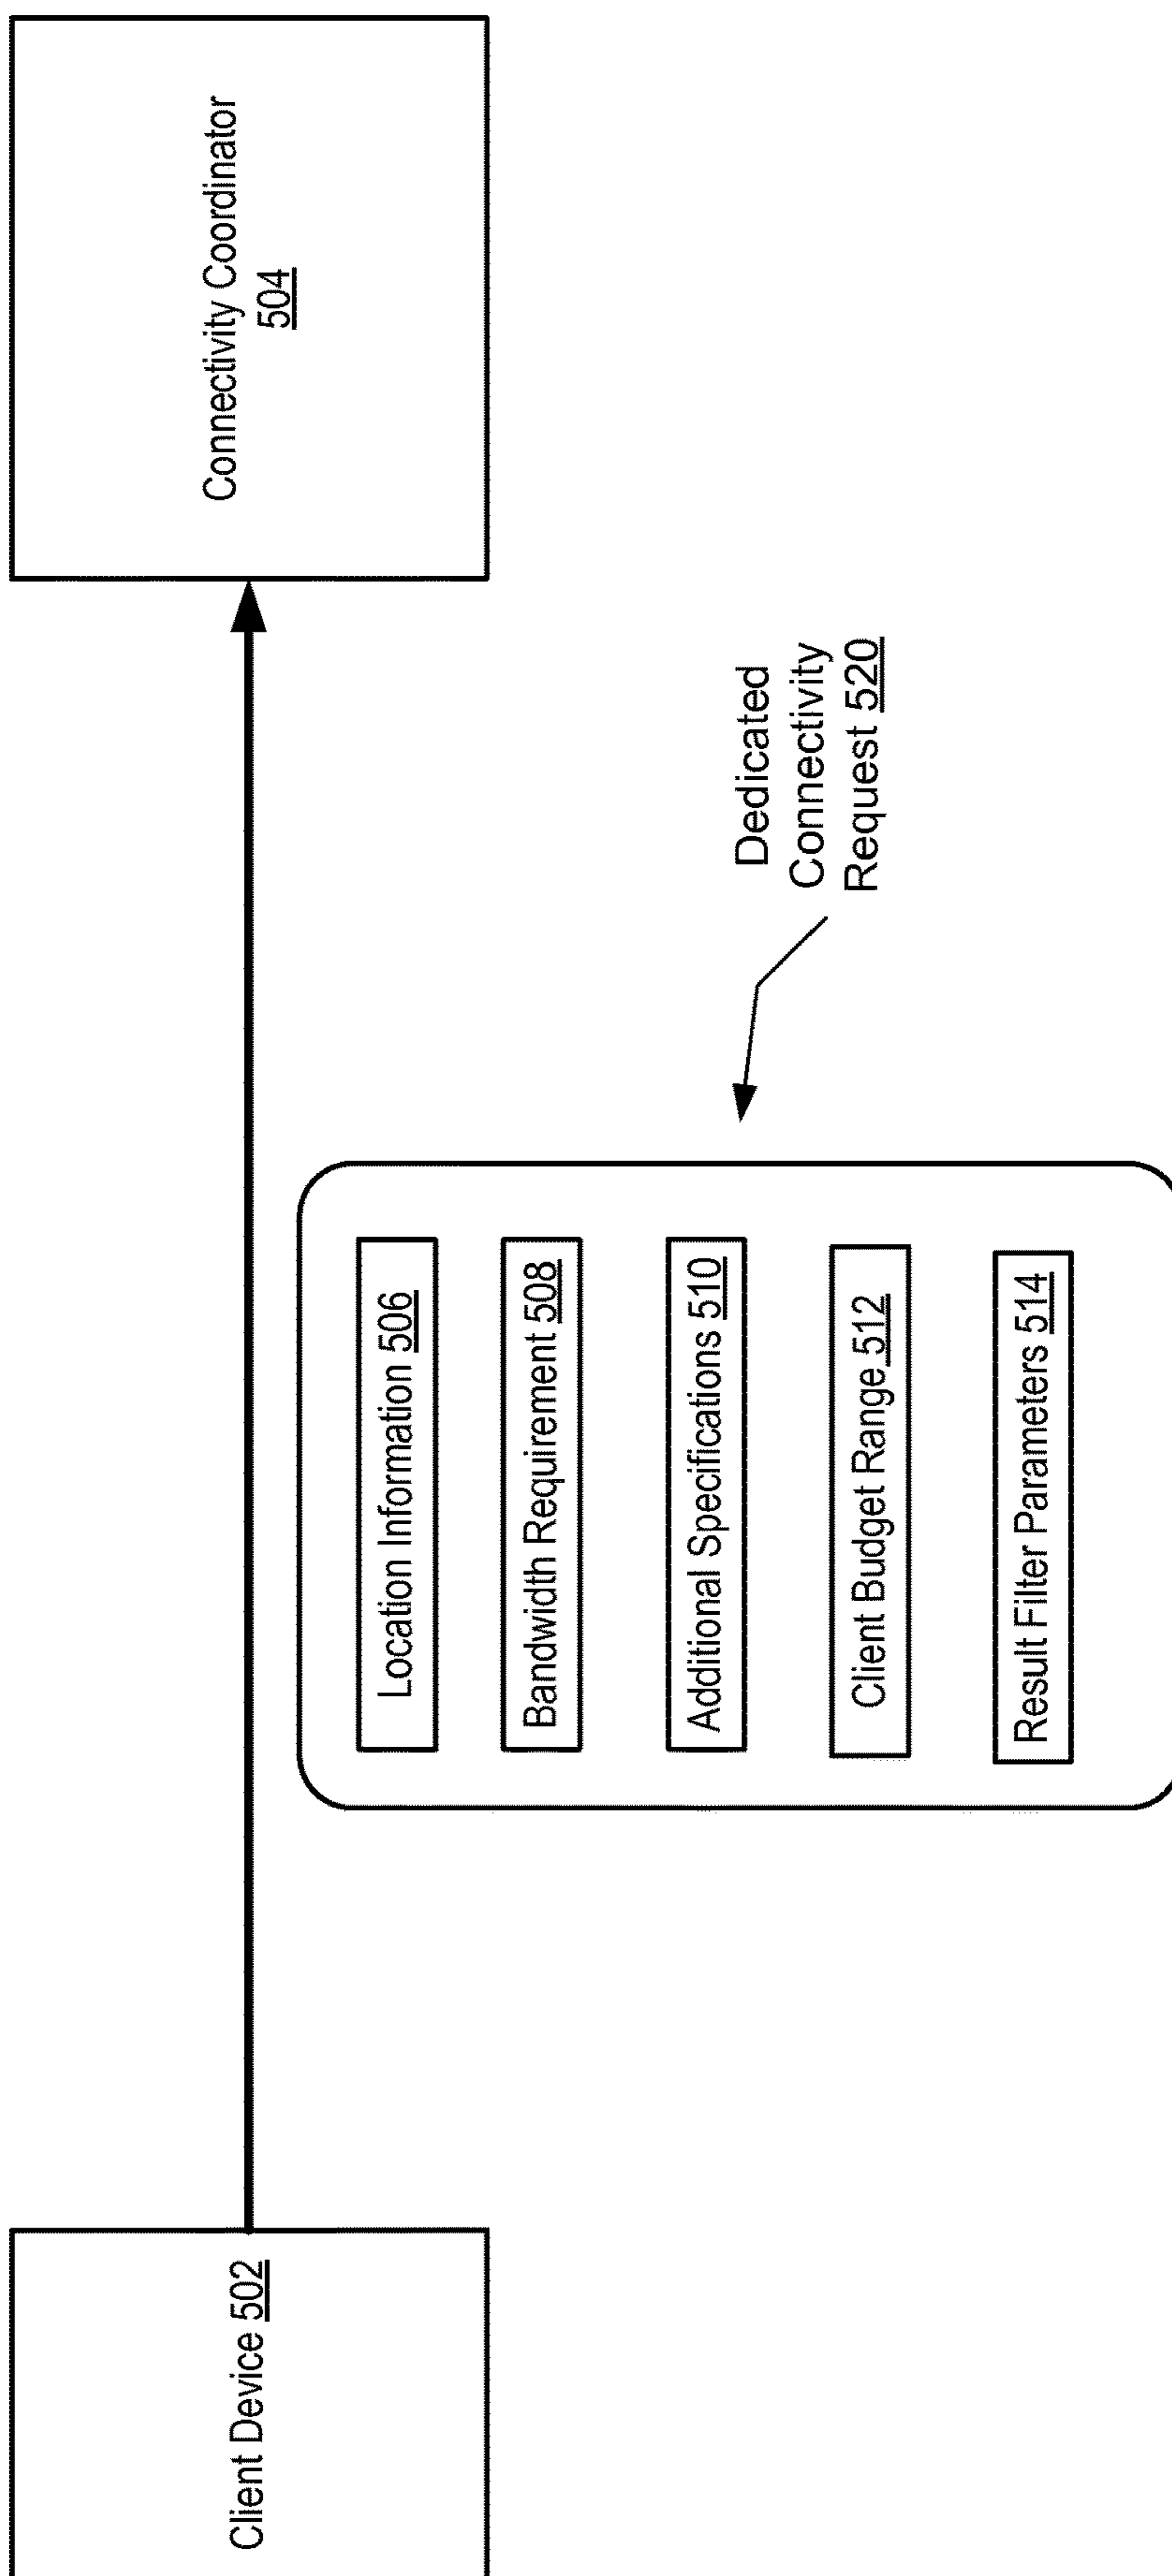 Client Device 502
Connectivity Coordinator
504
Location Information 506
Bandwidth Requirement 508
Additional Specifications 510
Client Budget Range 512
Result Filter Parameters 514
Dedicated
Connectivity
Request 520